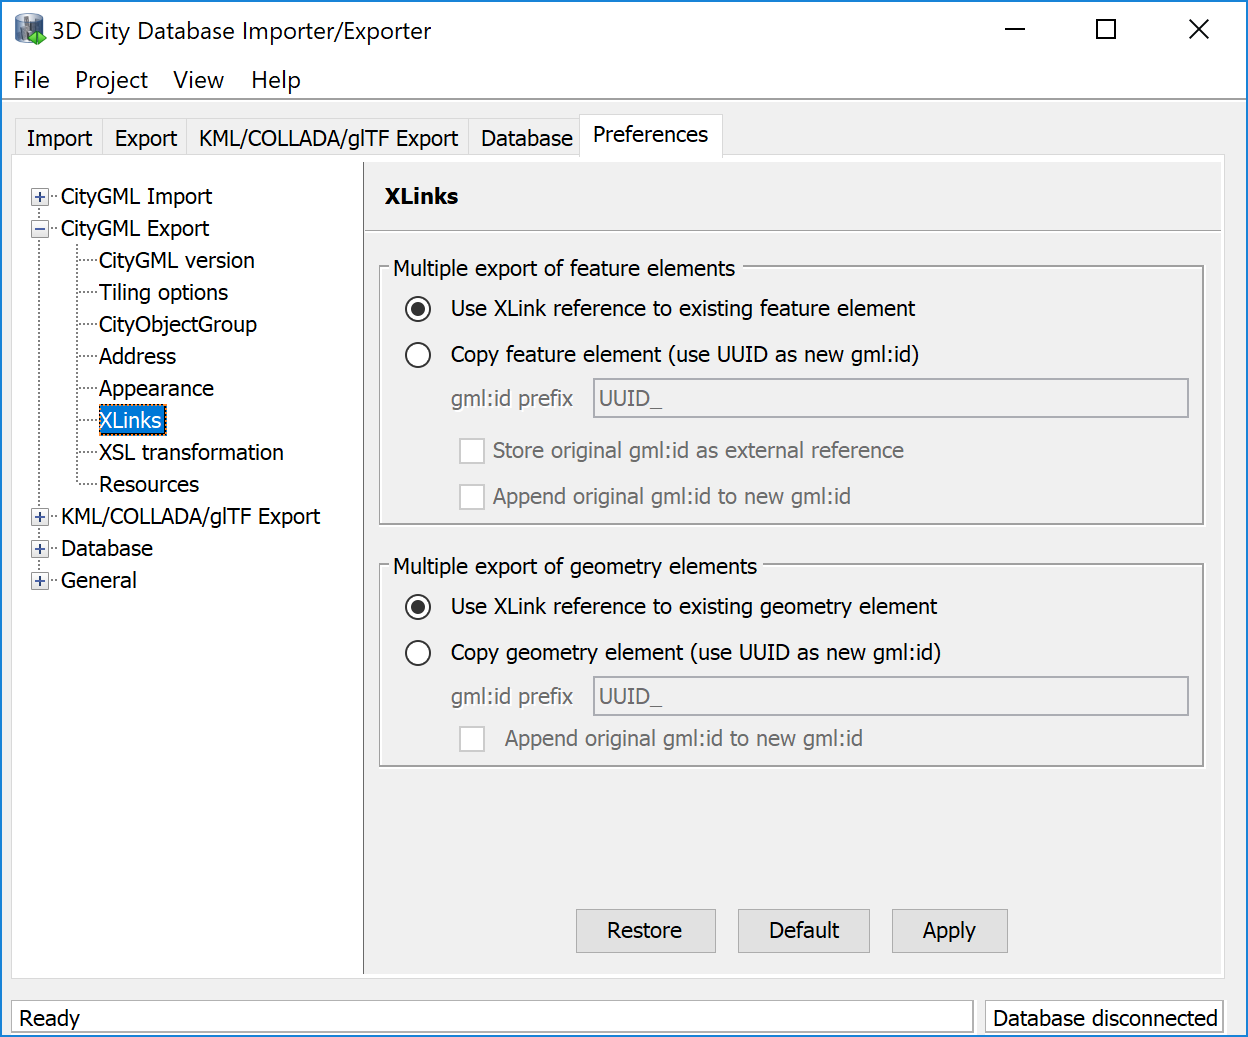 3D City Database Importer/Exporter
File Project View Help
Import Export KML/COLLADA/glTF Export Database Preferences
CityGML Import
CityGML Export
CityGML version
Tiling options
CityObjectGroup
Address
Appearance
XLinks
XSL transformation
Resources
KML/COLLADA/glTF Export
Database
General
XLinks
Multiple export of feature elements
Use XLink reference to existing feature element
Copy feature element (use UUID as new gml:id)
gml:id prefix UUID_
Store original gml:id as external reference
Append original gml:id to new gml:id
Multiple export of geometry elements
Use XLink reference to existing geometry element
Copy geometry element (use UUID as new gml:id)
gml:id prefix UUID_
Append original gml:id to new gml:id
Restore Default Apply
Ready Database disconnected